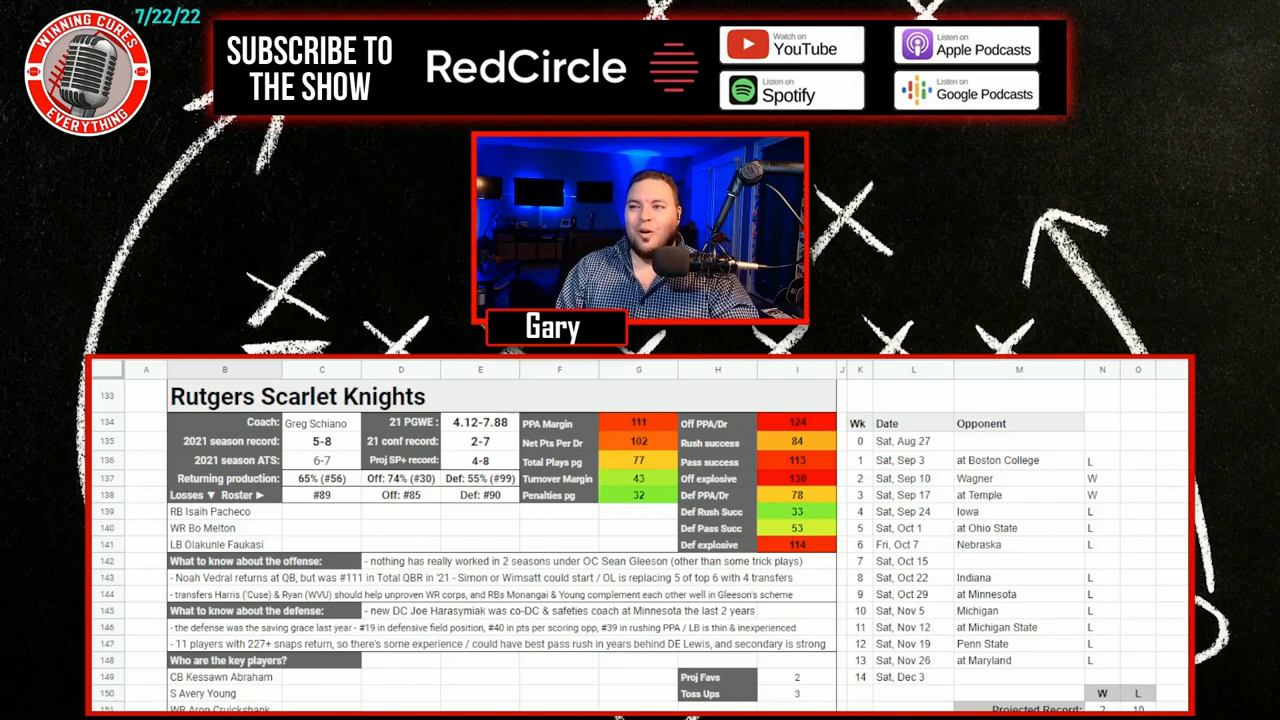 7/22/22
WINNING CURES
EVERYTHING
SUBSCRIBE TO
THE SHOW
RedCircle
Watch on
YouTube
Listen on
Apple Podcasts
Listen on
Spotify
Listen on
Google Podcasts
Gary
A B C D E F G H I J K L M N O
133 Rutgers Scarlet Knights
134 Coach: Greg Schiano 21 PGWE: 4.12-7.88 PPA Margin 111 Off PPA/Dr 124 Wk Date Opponent
135 2021 season record: 5-8 21 conf record: 2-7 Net Pts Per Dr 102 Rush success 84 0 Sat, Aug 27
136 2021 season ATS: 6-7 Proj SP+ record: 4-8 Total Plays pg 77 Pass success 113 1 Sat, Sep 3 at Boston College L
137 Returning production: 65% (#56) Off: 74% (#30) Def: 55% (#99) Turnover Margin 43 Off explosive 130 2 Sat, Sep 10 Wagner W
138 Losses ▼ Roster ► #89 Off: #85 Def: #90 Penalties pg 32 Def PPA/Dr 78 3 Sat, Sep 17 at Temple W
139 RB Isaih Pacheco Def Rush Succ 33 4 Sat, Sep 24 Iowa L
140 WR Bo Melton Def Pass Succ 53 5 Sat, Oct 1 at Ohio State L
141 LB Olakunle Faukasi Def explosive 114 6 Fri, Oct 7 Nebraska L
142 What to know about the offense: - nothing has really worked in 2 seasons under OC Sean Gleeson (other than some trick plays) 7 Sat, Oct 15
143 - Noah Vedral returns at QB, but was #111 in Total QBR in '21 - Simon or Wimsatt could start / OL is replacing 5 of top 6 with 4 transfers 8 Sat, Oct 22 Indiana L
144 - transfers Harris ('Cuse) & Ryan (WVU) should help unproven WR corps, and RBs Monangai & Young complement each other well in Gleeson's scheme 9 Sat, Oct 29 at Minnesota L
145 What to know about the defense: - new DC Joe Harasymiak was co-DC & safeties coach at Minnesota the last 2 years 10 Sat, Nov 5 Michigan L
146 - the defense was the saving grace last year - #19 in defensive field position, #40 in pts per scoring opp, #39 in rushing PPA / LB is thin & inexperienced 11 Sat, Nov 12 at Michigan State L
147 - 11 players with 227+ snaps return, so there's some experience / could have best pass rush in years behind DE Lewis, and secondary is strong 12 Sat, Nov 19 Penn State L
148 Who are the key players? 13 Sat, Nov 26 at Maryland L
149 CB Kessawn Abraham Proj Favs 2 14 Sat, Dec 3
150 S Avery Young Toss Ups 3 W L
151 WR Aron Cruickshank Projected Record: 2 10